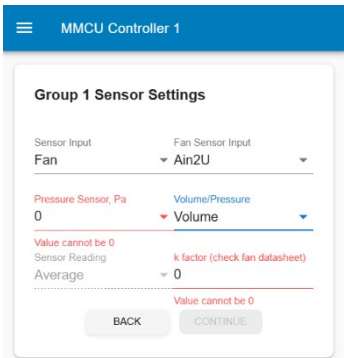 MMCU Controller 1
Group 1 Sensor Settings
Sensor Input Fan Sensor Input
Fan Ain2U
Pressure Sensor, Pa Volume/Pressure
0 Volume
Value cannot be 0
Sensor Reading k factor (check fan datasheet)
Average 0
Value cannot be 0
BACK CONTINUE